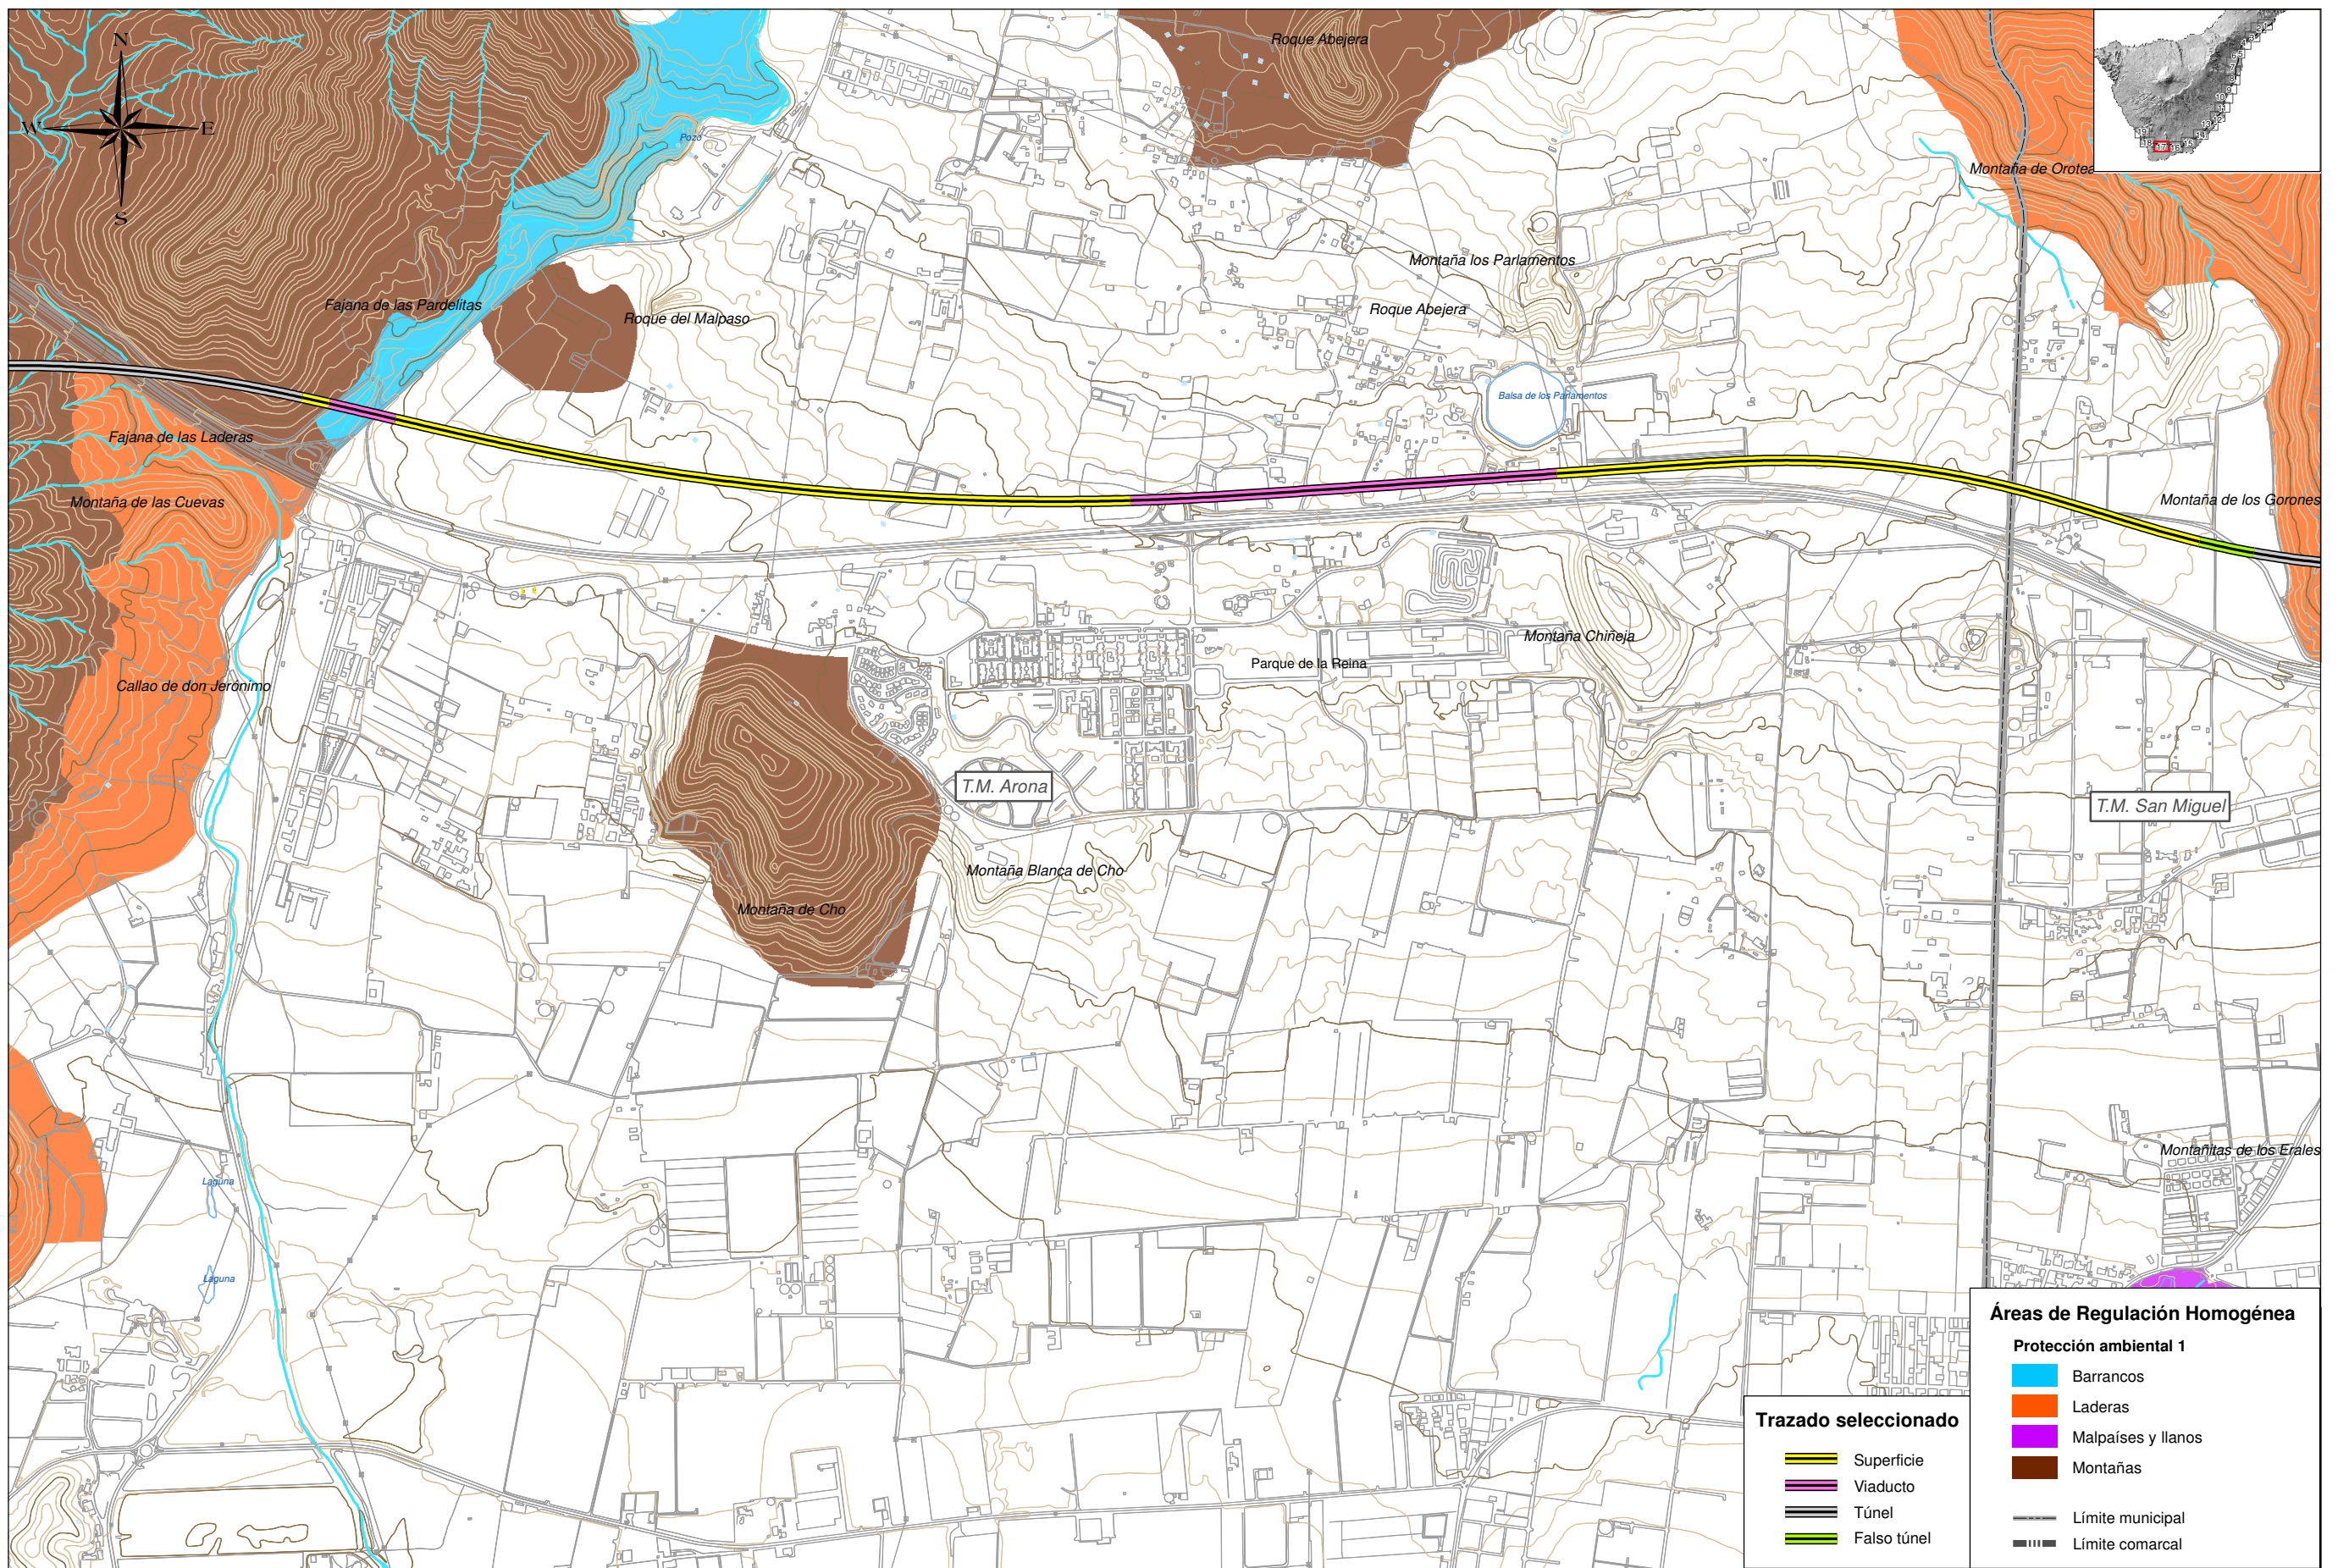 N
W
E
S
Roque Abejera
Pozo
Montaña de Orotea
Montaña los Parlamentos
Fajana de las Pardelitas
Roque del Malpaso
Roque Abejera
Balsa de los Parlamentos
Fajana de las Laderas
Montaña de las Cuevas
Montaña de los Gorones
Montaña Chiñeja
Parque de la Reina
Callao de don Jerónimo
T.M. Arona
T.M. San Miguel
Montaña Blanca de Cho
Montaña de Cho
Montañitas de los Erales
Laguna
Laguna
Áreas de Regulación Homogénea
Protección ambiental 1
Barrancos
Laderas
Malpaíses y llanos
Montañas
Límite municipal
Límite comarcal
Trazado seleccionado
Superficie
Viaducto
Túnel
Falso túnel